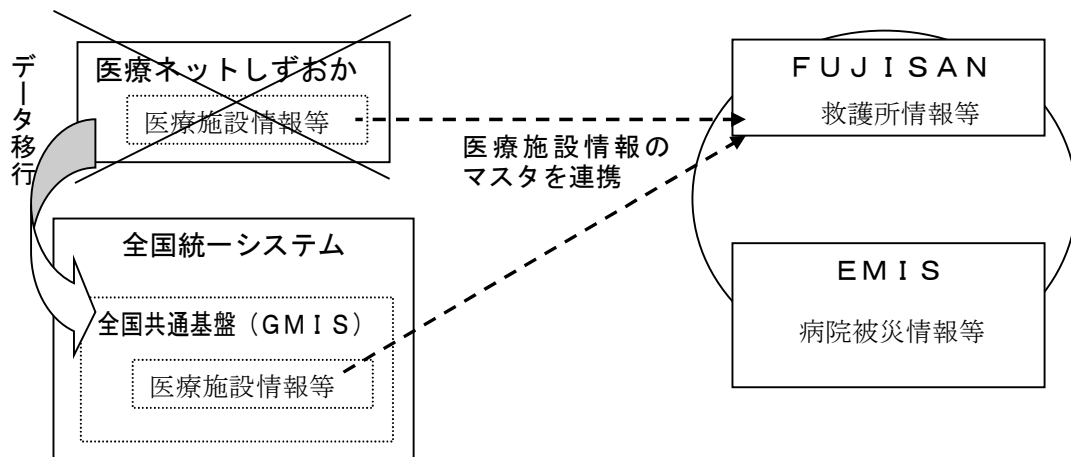 データ移行
医療ネットしずおか
医療施設情報等
医療施設情報の
マスタを連携
ＦＵＪＩＳＡＮ
救護所情報等
全国統一システム
全国共通基盤（ＧＭＩＳ）
医療施設情報等
ＥＭＩＳ
病院被災情報等